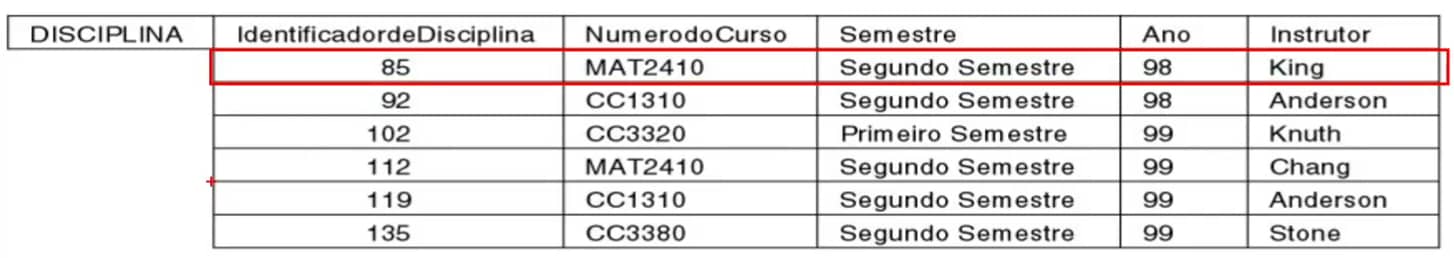 DISCIPLINA IdentificadordeDisciplina NumerodoCurso Semestre Ano Instrutor
85 MAT2410 Segundo Semestre 98 King
92 CC1310 Segundo Semestre 98 Anderson
102 CC3320 Primeiro Semestre 99 Knuth
112 MAT2410 Segundo Semestre 99 Chang
119 CC1310 Segundo Semestre 99 Anderson
135 CC3380 Segundo Semestre 99 Stone